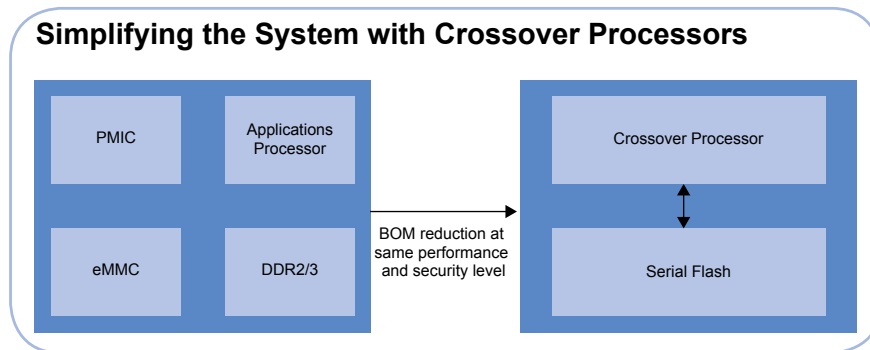 Simplifying the System with Crossover Processors
PMIC
Applications
Processor
eMMC
DDR2/3
BOM reduction at
same performance
and security level
Crossover Processor
Serial Flash